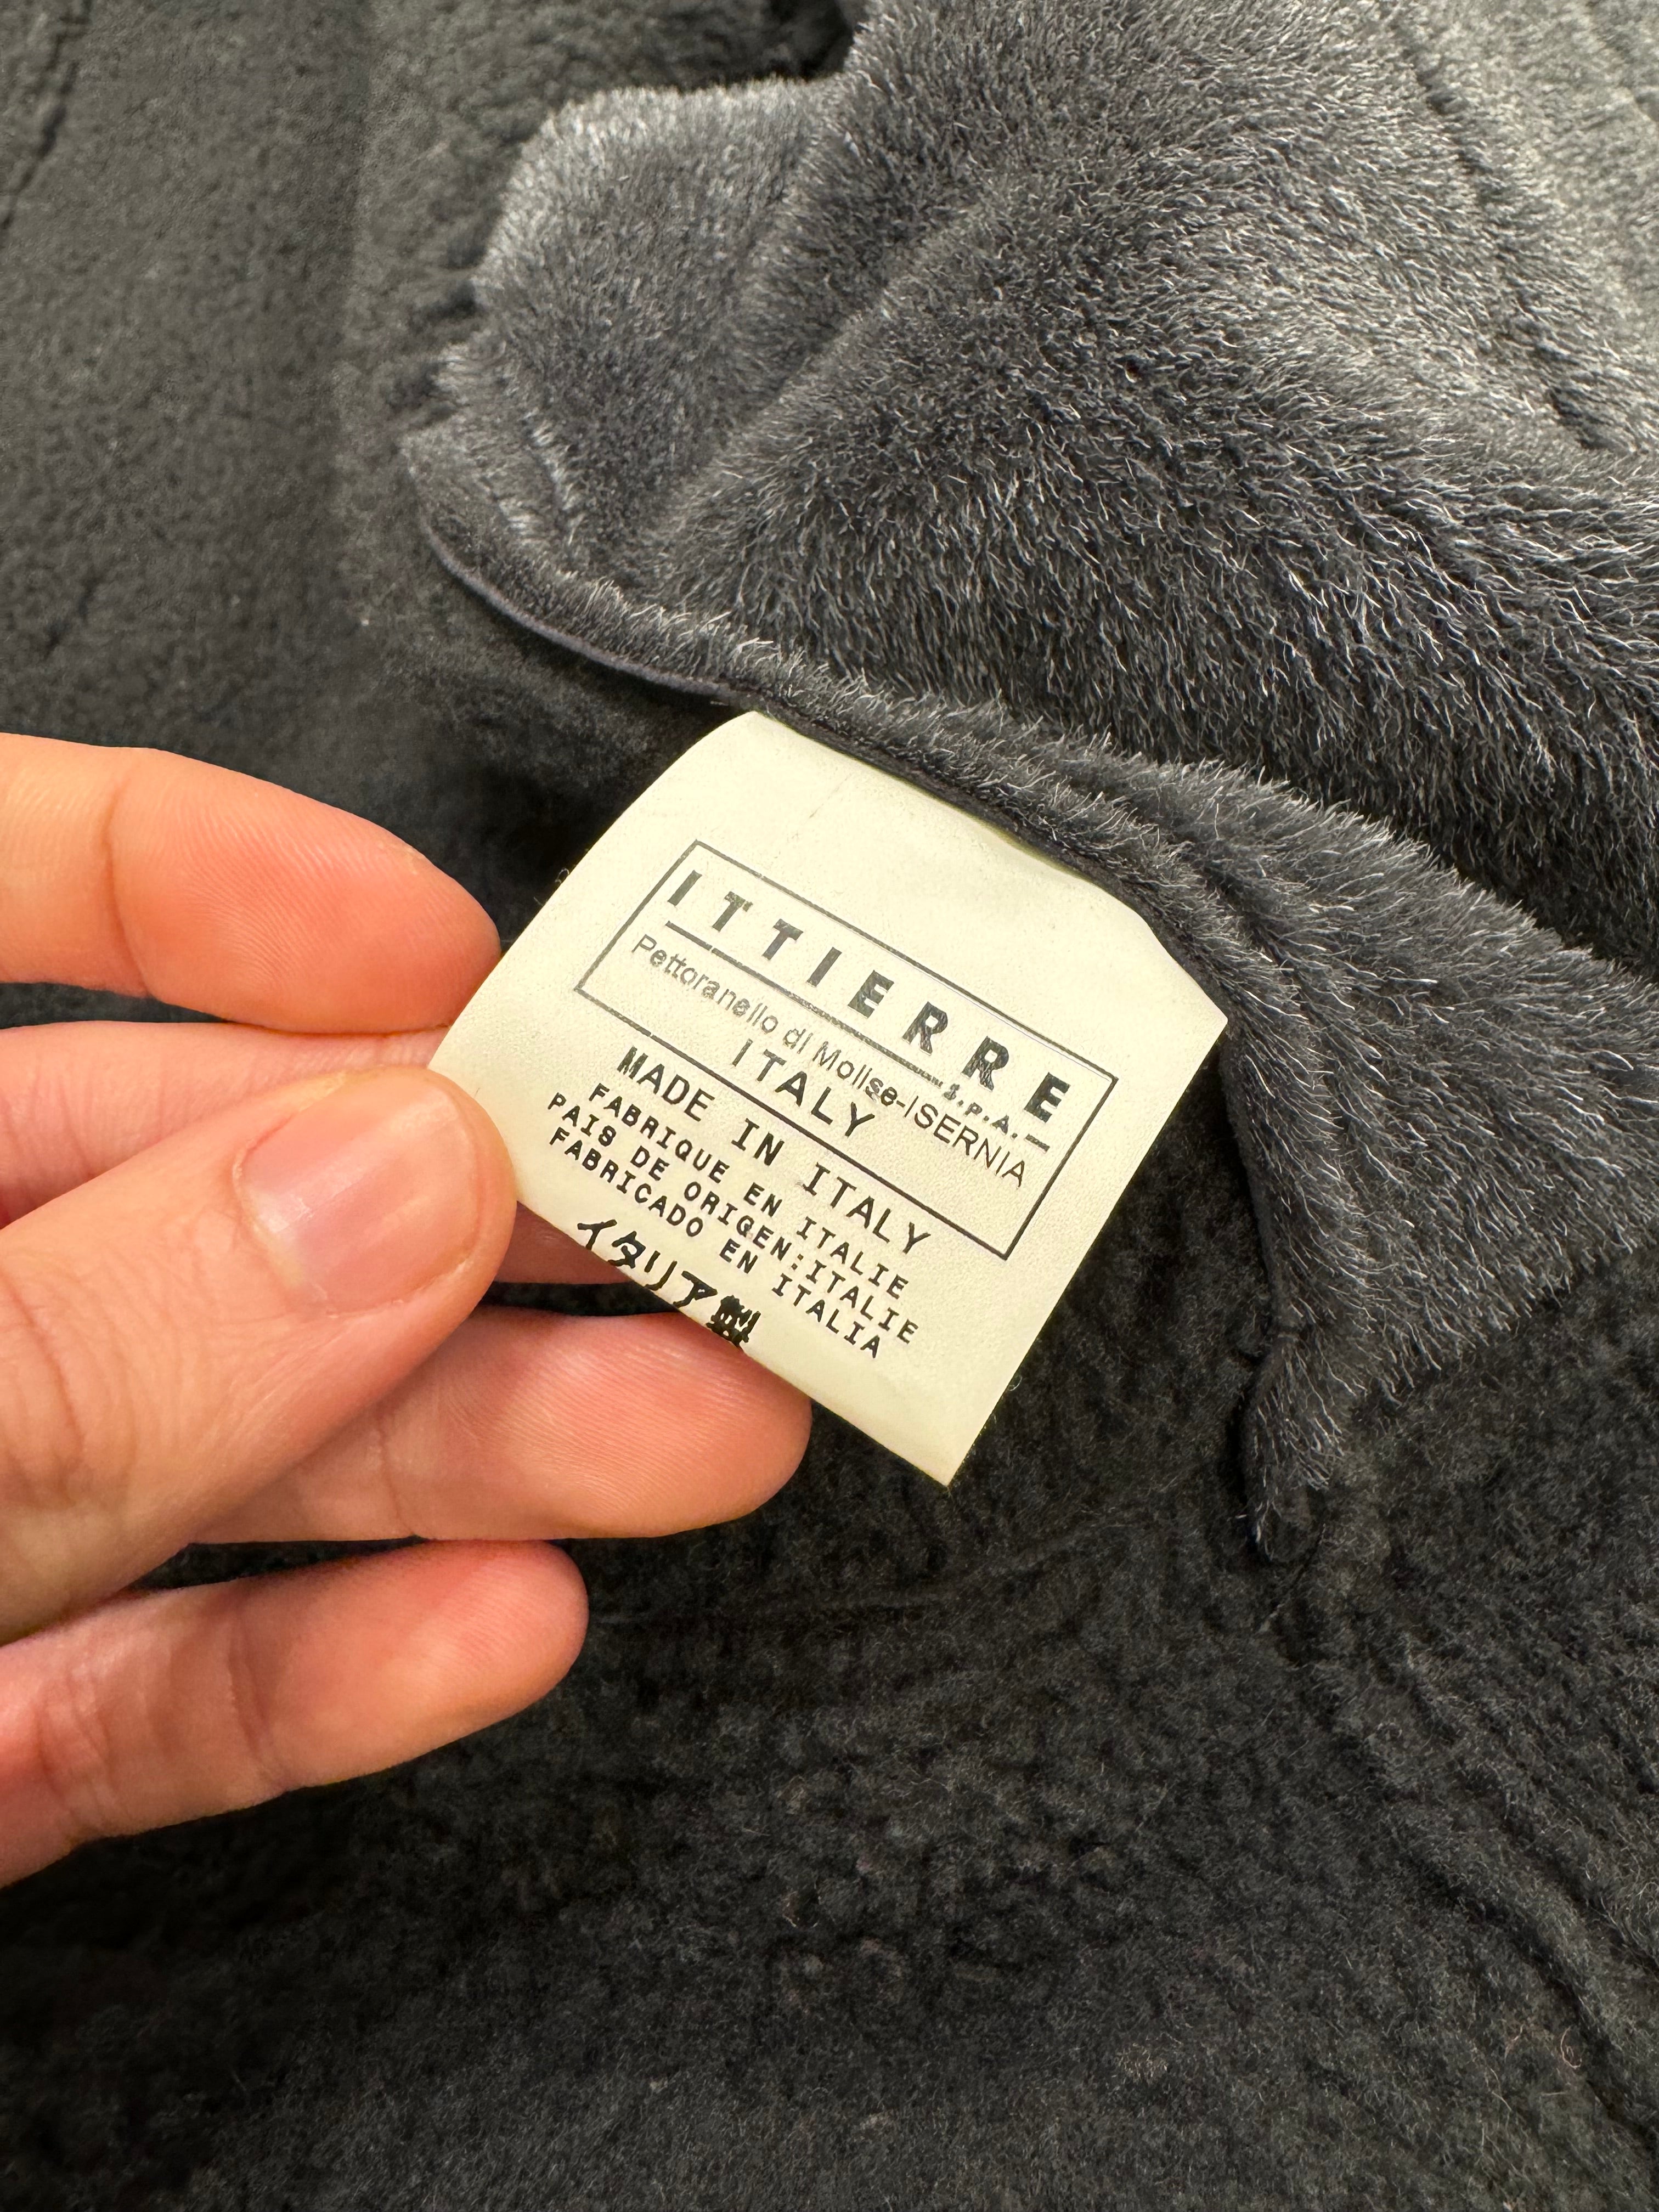 ITTIERRE
S.P.A.
Pettoranello di Molise-ISERNIA
ITALY
MADE IN ITALY
FABRIQUE EN ITALIE
PAIS DE ORIGEN:ITALIE
FABRICADO EN ITALIA
イタリア製